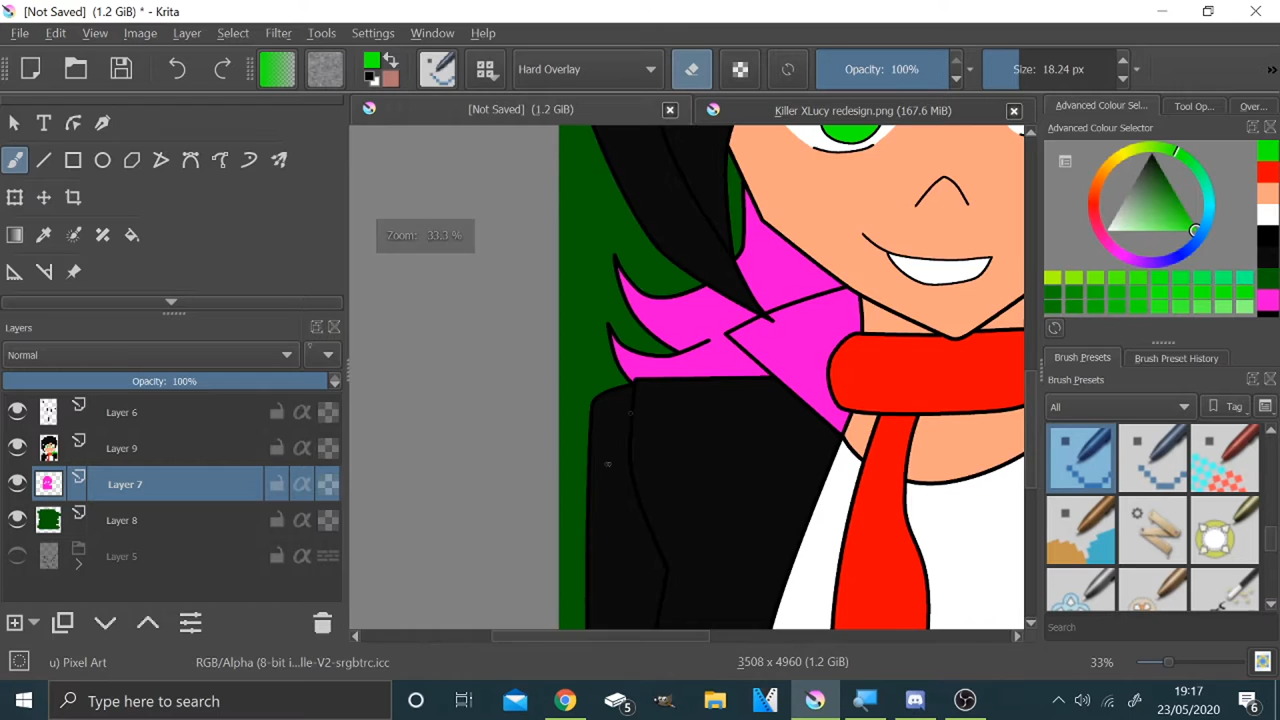 [Not Saved] (1.2 GiB) * - Krita
File Edit View Image Layer Select Filter Tools Settings Window Help
Hard Overlay Opacity: 100% Size: 18.24 px »
[Not Saved] (1.2 GiB) Killer XLucy redesign.png (167.6 MiB) Advanced Colour Sel... Tool Op... Over...
Advanced Colour Selector
Zoom: 33.3 %
Layers
Normal
Opacity: 100%
Brush Presets Brush Preset History
Brush Presets
All Tag
Layer 6
Layer 9
Layer 7
Layer 8
Layer 5
Search
u) Pixel Art RGB/Alpha (8-bit i...lle-V2-srgbtrc.icc 3508 x 4960 (1.2 GiB) 33%
Type here to search 5 19:17
23/05/2020 6